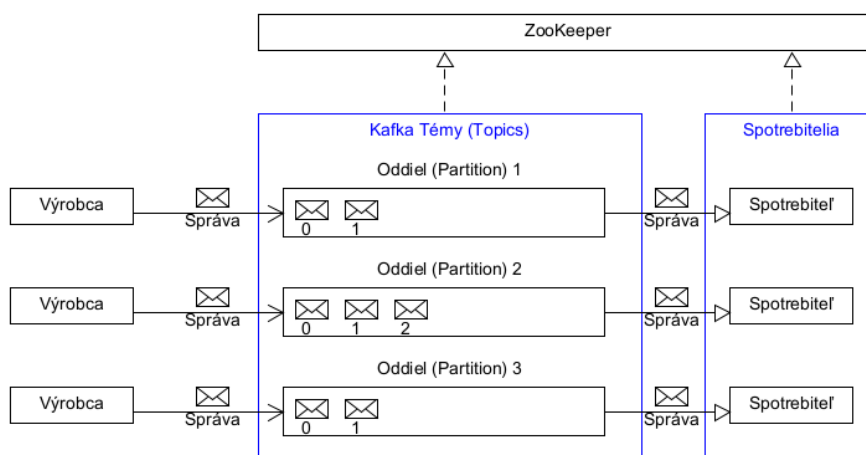 ZooKeeper
Kafka Témy (Topics)
Spotrebitelia
Oddiel (Partition) 1
Výrobca
Správa
0 1
Správa
Spotrebiteľ
Oddiel (Partition) 2
Výrobca
Správa
0 1 2
Správa
Spotrebiteľ
Oddiel (Partition) 3
Výrobca
Správa
0 1
Správa
Spotrebiteľ